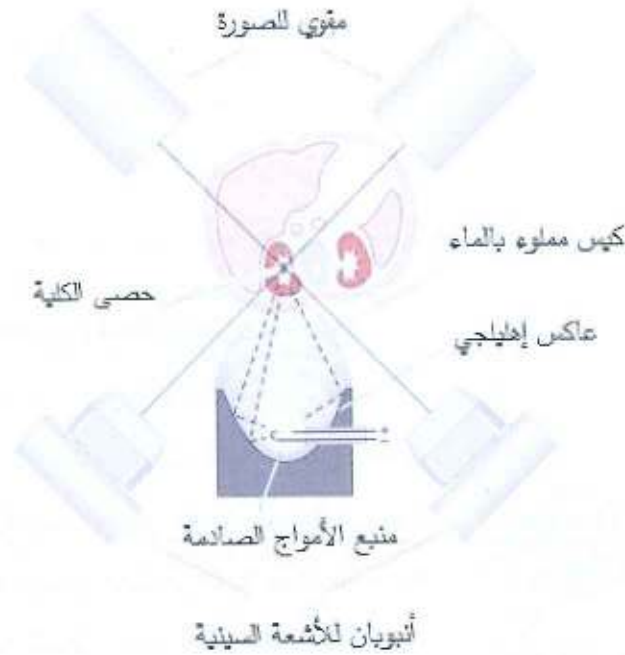 مقوي للصورة
كيس مملوء بالماء
حصى الكلية
عاكس إهليلجي
منبع الأمواج الصادمة
أنبوبان للأشعة السينية